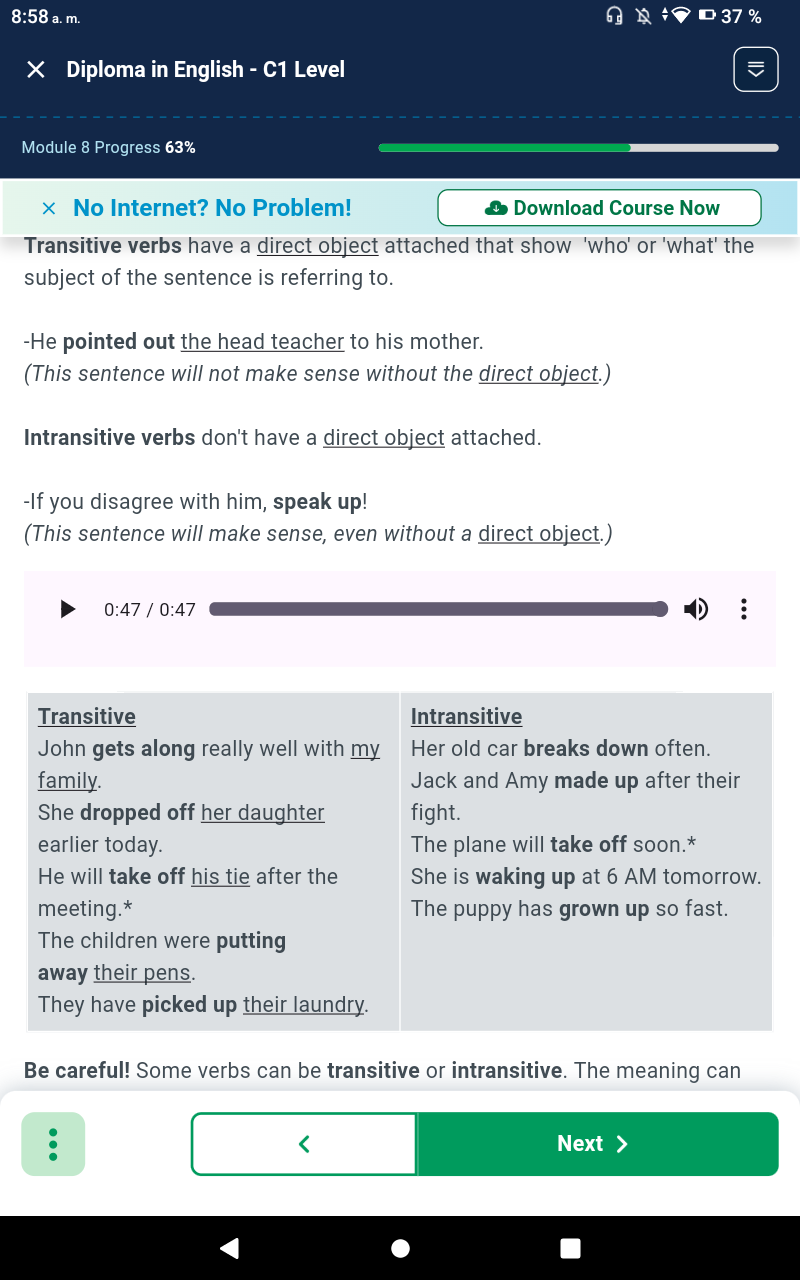 8:58 a. m.
37 %
Diploma in English - C1 Level
Module 8 Progress 63%
No Internet? No Problem!
Download Course Now
Transitive verbs have a direct object attached that show  'who' or 'what' the
subject of the sentence is referring to.
-He pointed out the head teacher to his mother.
(This sentence will not make sense without the direct object.)
Intransitive verbs don't have a direct object attached.
-If you disagree with him, speak up!
(This sentence will make sense, even without a direct object.)
0:47 / 0:47
Transitive
John gets along really well with my
family.
She dropped off her daughter
earlier today.
He will take off his tie after the
meeting.*
The children were putting
away their pens.
They have picked up their laundry.
Intransitive
Her old car breaks down often.
Jack and Amy made up after their
fight.
The plane will take off soon.*
She is waking up at 6 AM tomorrow.
The puppy has grown up so fast.
Be careful! Some verbs can be transitive or intransitive. The meaning can
Next